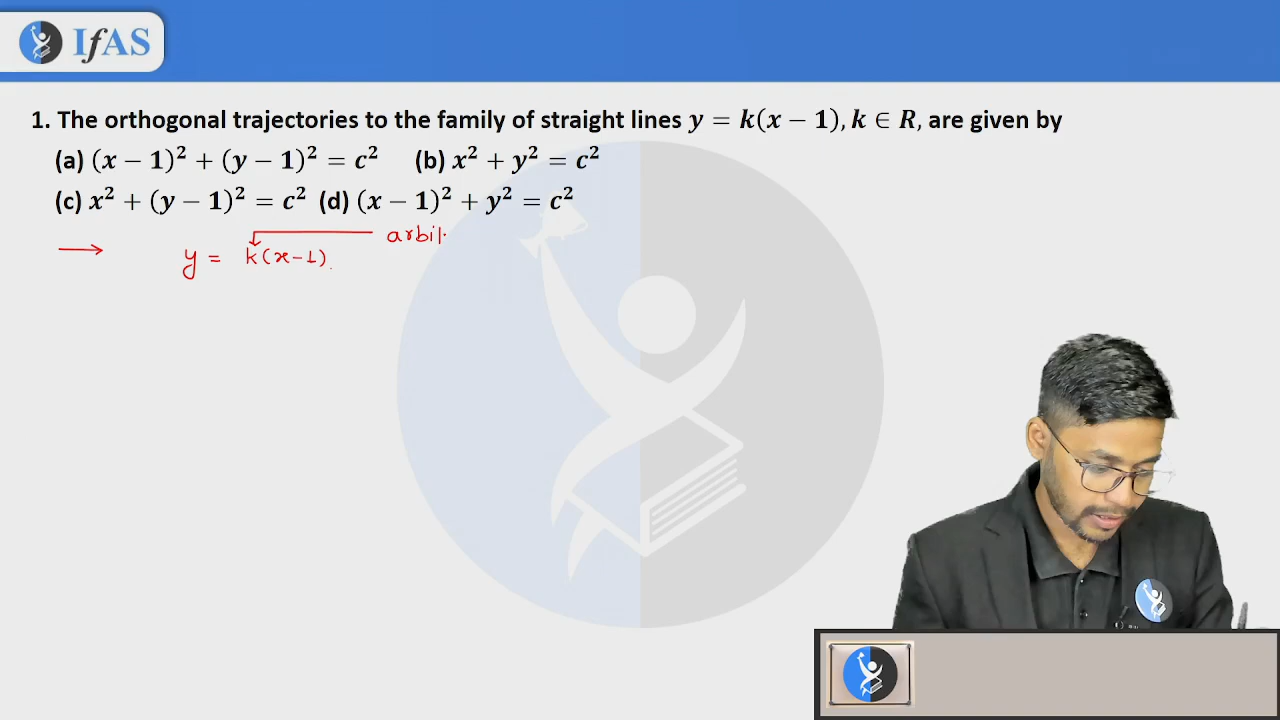 IfAS
1. The orthogonal trajectories to the family of straight lines y = k(x − 1), k ∈ R, are given by
(a) (x − 1)² + (y − 1)² = c² (b) x² + y² = c²
(c) x² + (y − 1)² = c² (d) (x − 1)² + y² = c²
arbit
y = k(x-1).